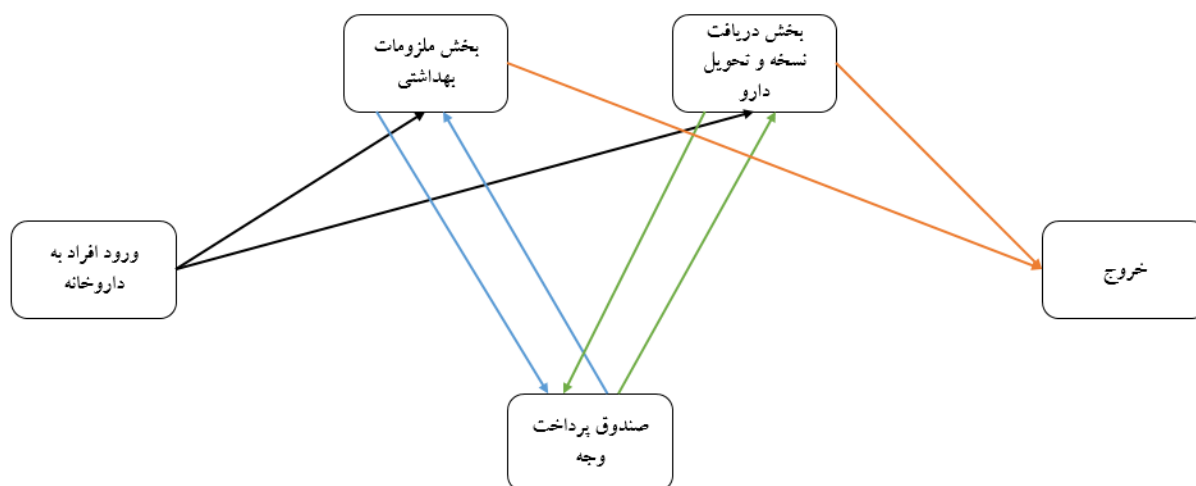 بخش دریافت
نسخه و تحویل
دارو
بخش ملزومات
بهداشتی
ورود افراد به
داروخانه
خروج
صندوق پرداخت
وجه